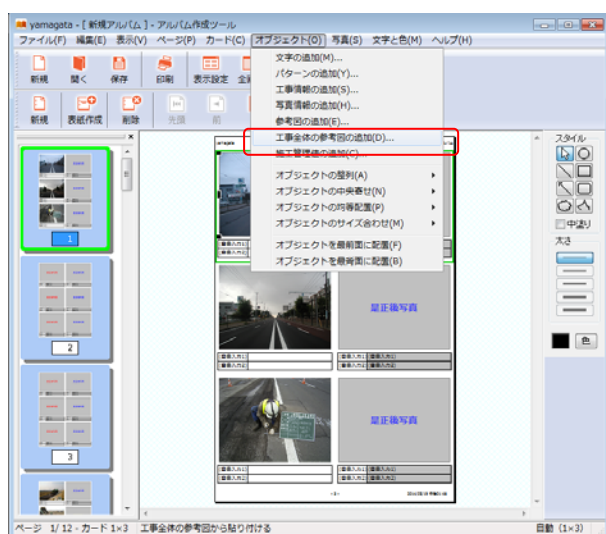 yamagata - [ 新規アルバム ] - アルバム作成ツール
ファイル(F) 編集(E) 表示(V) ページ(P) カード(C) オブジェクト(O) 写真(S) 文字と色(M) ヘルプ(H)
新規 開く 保存 印刷 表示設定
新規 表紙作成 削除 先頭 前
文字の追加(M)...
パターンの追加(Y)...
工事情報の追加(S)...
写真情報の追加(H)...
参考図の追加(E)...
工事全体の参考図の追加(D)...
施工管理値の追加(C)...
オブジェクトの整列(A)
オブジェクトの中央寄せ(N)
オブジェクトの均等配置(P)
オブジェクトのサイズ合わせ(M)
オブジェクトを最前面に配置(F)
オブジェクトを最背面に配置(B)
スタイル
中塗り
太さ
色
1
2
3
是正後写真
是正後写真
ページ 1/ 12 - カード 1×3 工事全体の参考図から貼り付ける
自動 (1×3)